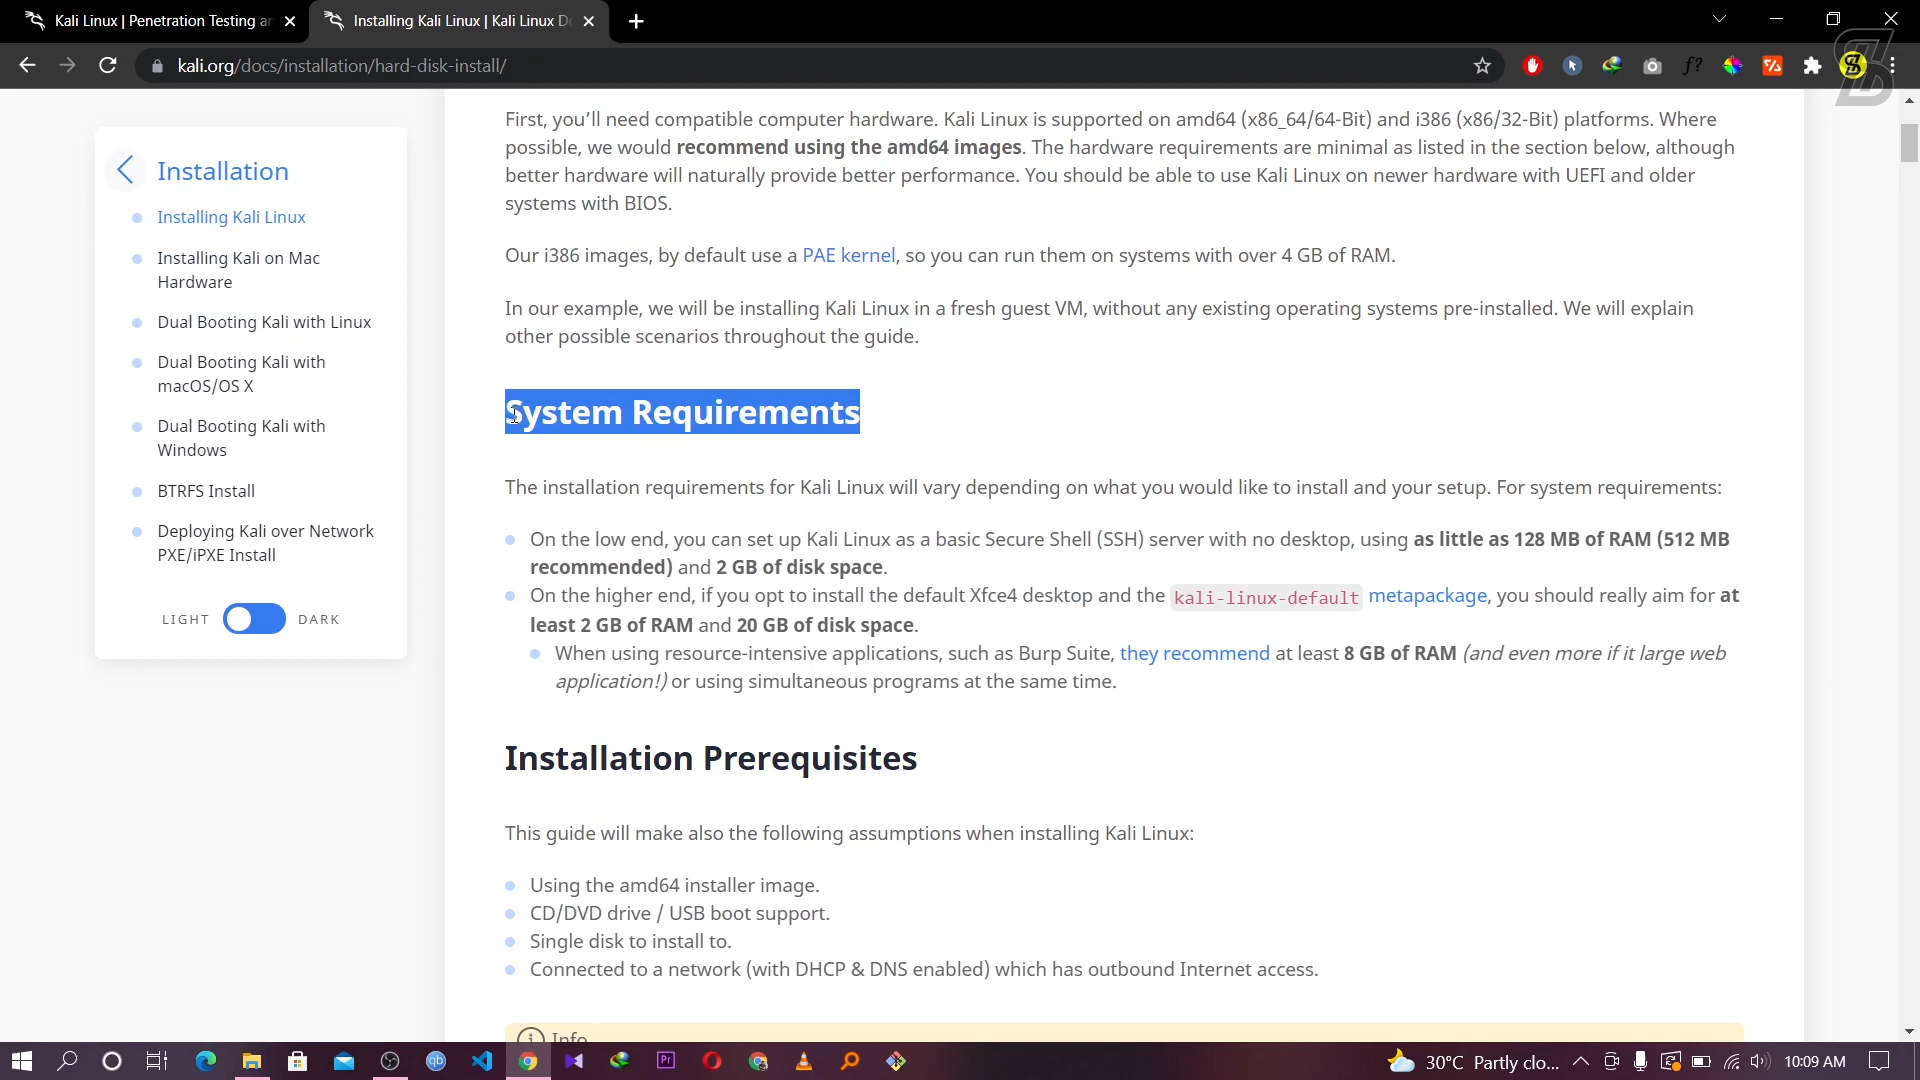 Kali Linux | Penetration Testing an
Installing Kali Linux | Kali Linux Do
kali.org/docs/installation/hard-disk-install/
Installation
Installing Kali Linux
Installing Kali on Mac
Hardware
Dual Booting Kali with Linux
Dual Booting Kali with
macOS/OS X
Dual Booting Kali with
Windows
BTRFS Install
Deploying Kali over Network
PXE/iPXE Install
LIGHT DARK
First, you’ll need compatible computer hardware. Kali Linux is supported on amd64 (x86_64/64-Bit) and i386 (x86/32-Bit) platforms. Where
possible, we would recommend using the amd64 images. The hardware requirements are minimal as listed in the section below, although
better hardware will naturally provide better performance. You should be able to use Kali Linux on newer hardware with UEFI and older
systems with BIOS.
Our i386 images, by default use a PAE kernel, so you can run them on systems with over 4 GB of RAM.
In our example, we will be installing Kali Linux in a fresh guest VM, without any existing operating systems pre-installed. We will explain
other possible scenarios throughout the guide.
System Requirements
The installation requirements for Kali Linux will vary depending on what you would like to install and your setup. For system requirements:
On the low end, you can set up Kali Linux as a basic Secure Shell (SSH) server with no desktop, using as little as 128 MB of RAM (512 MB
recommended) and 2 GB of disk space.
On the higher end, if you opt to install the default Xfce4 desktop and the kali-linux-default metapackage, you should really aim for at
least 2 GB of RAM and 20 GB of disk space.
When using resource-intensive applications, such as Burp Suite, they recommend at least 8 GB of RAM (and even more if it large web
application!) or using simultaneous programs at the same time.
Installation Prerequisites
This guide will make also the following assumptions when installing Kali Linux:
Using the amd64 installer image.
CD/DVD drive / USB boot support.
Single disk to install to.
Connected to a network (with DHCP & DNS enabled) which has outbound Internet access.
Info
30°C Partly clo...
10:09 AM